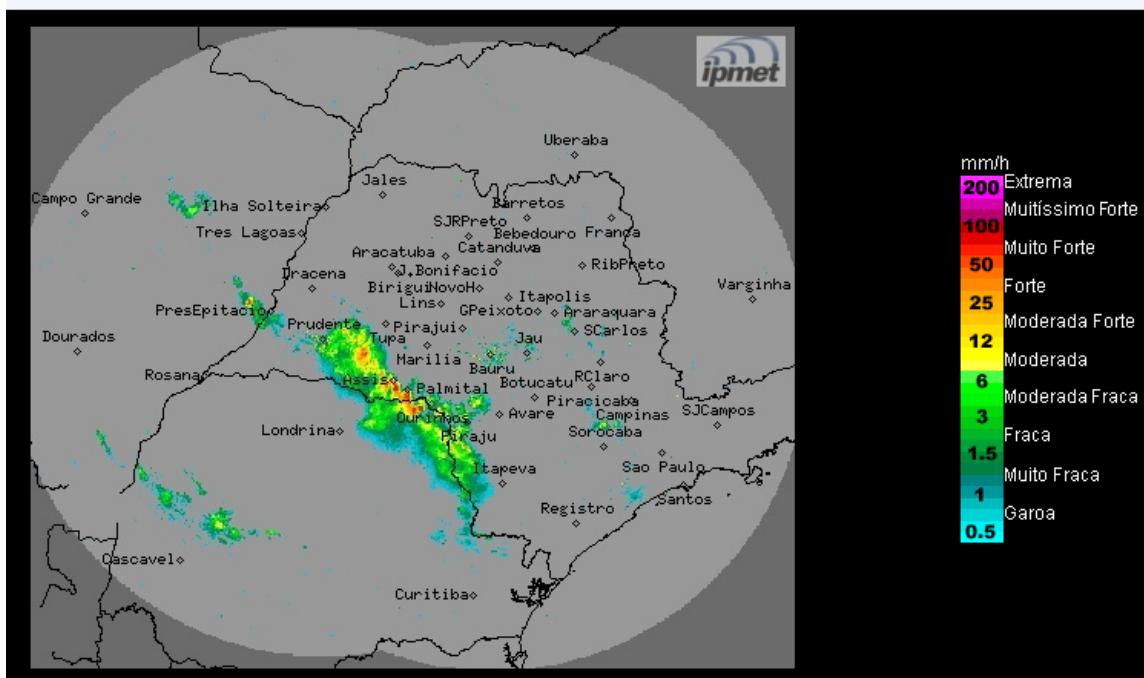 ipmet
Uberaba
Jales
Campo Grande
Ilha Solteira
Barretos
SJRPreto
Tres Lagoas
Bebedouro
Franca
Catanduva
Aracatuba
Dracena
J.Bonifacio
RibPreto
Birigui
NovoH
Varginha
Lins
Itapolis
PresEpitacio
GPeixoto
Araraquara
Prudente
Pirajui
SCarlos
Dourados
Tupa
Jau
Marilia
Bauru
Rosana
Assis
Palmital
Botucatu
RClaro
Piracicaba
Avare
Campinas
SJCampos
Ourinhos
Londrina
Piraju
Sorocaba
Itapeva
Sao Paulo
Santos
Registro
Cascavel
Curitiba
mm/h
200 Extrema
Muitíssimo Forte
100
Muito Forte
50
Forte
25
Moderada Forte
12
Moderada
6
Moderada Fraca
3
Fraca
1.5
Muito Fraca
1
Garoa
0.5